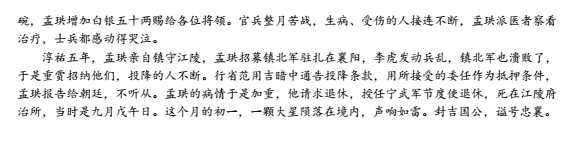 碗，孟珙增加白银五十两赐给各位将领。官兵整月苦战，生病、受伤的人接连不断，孟珙派医者察看
治疗，士兵都感动得哭泣。
淳祐五年，孟珙亲自镇守江陵，孟珙招募镇北军驻扎在襄阳，李虎发动兵乱，镇北军也溃败了，
于是重赏招纳他们，投降的人不断。行省范用吉暗中通告投降条款，用所接受的委任作为抵押条件，
孟珙报告给朝廷，不听从。孟珙的病情于是加重，他请求退休，授任宁武军节度使退休，死在江陵府
治所，当时是九月戊午日。这个月的初一，一颗大星陨落在境内，声响如雷。封吉国公，谥号忠襄。